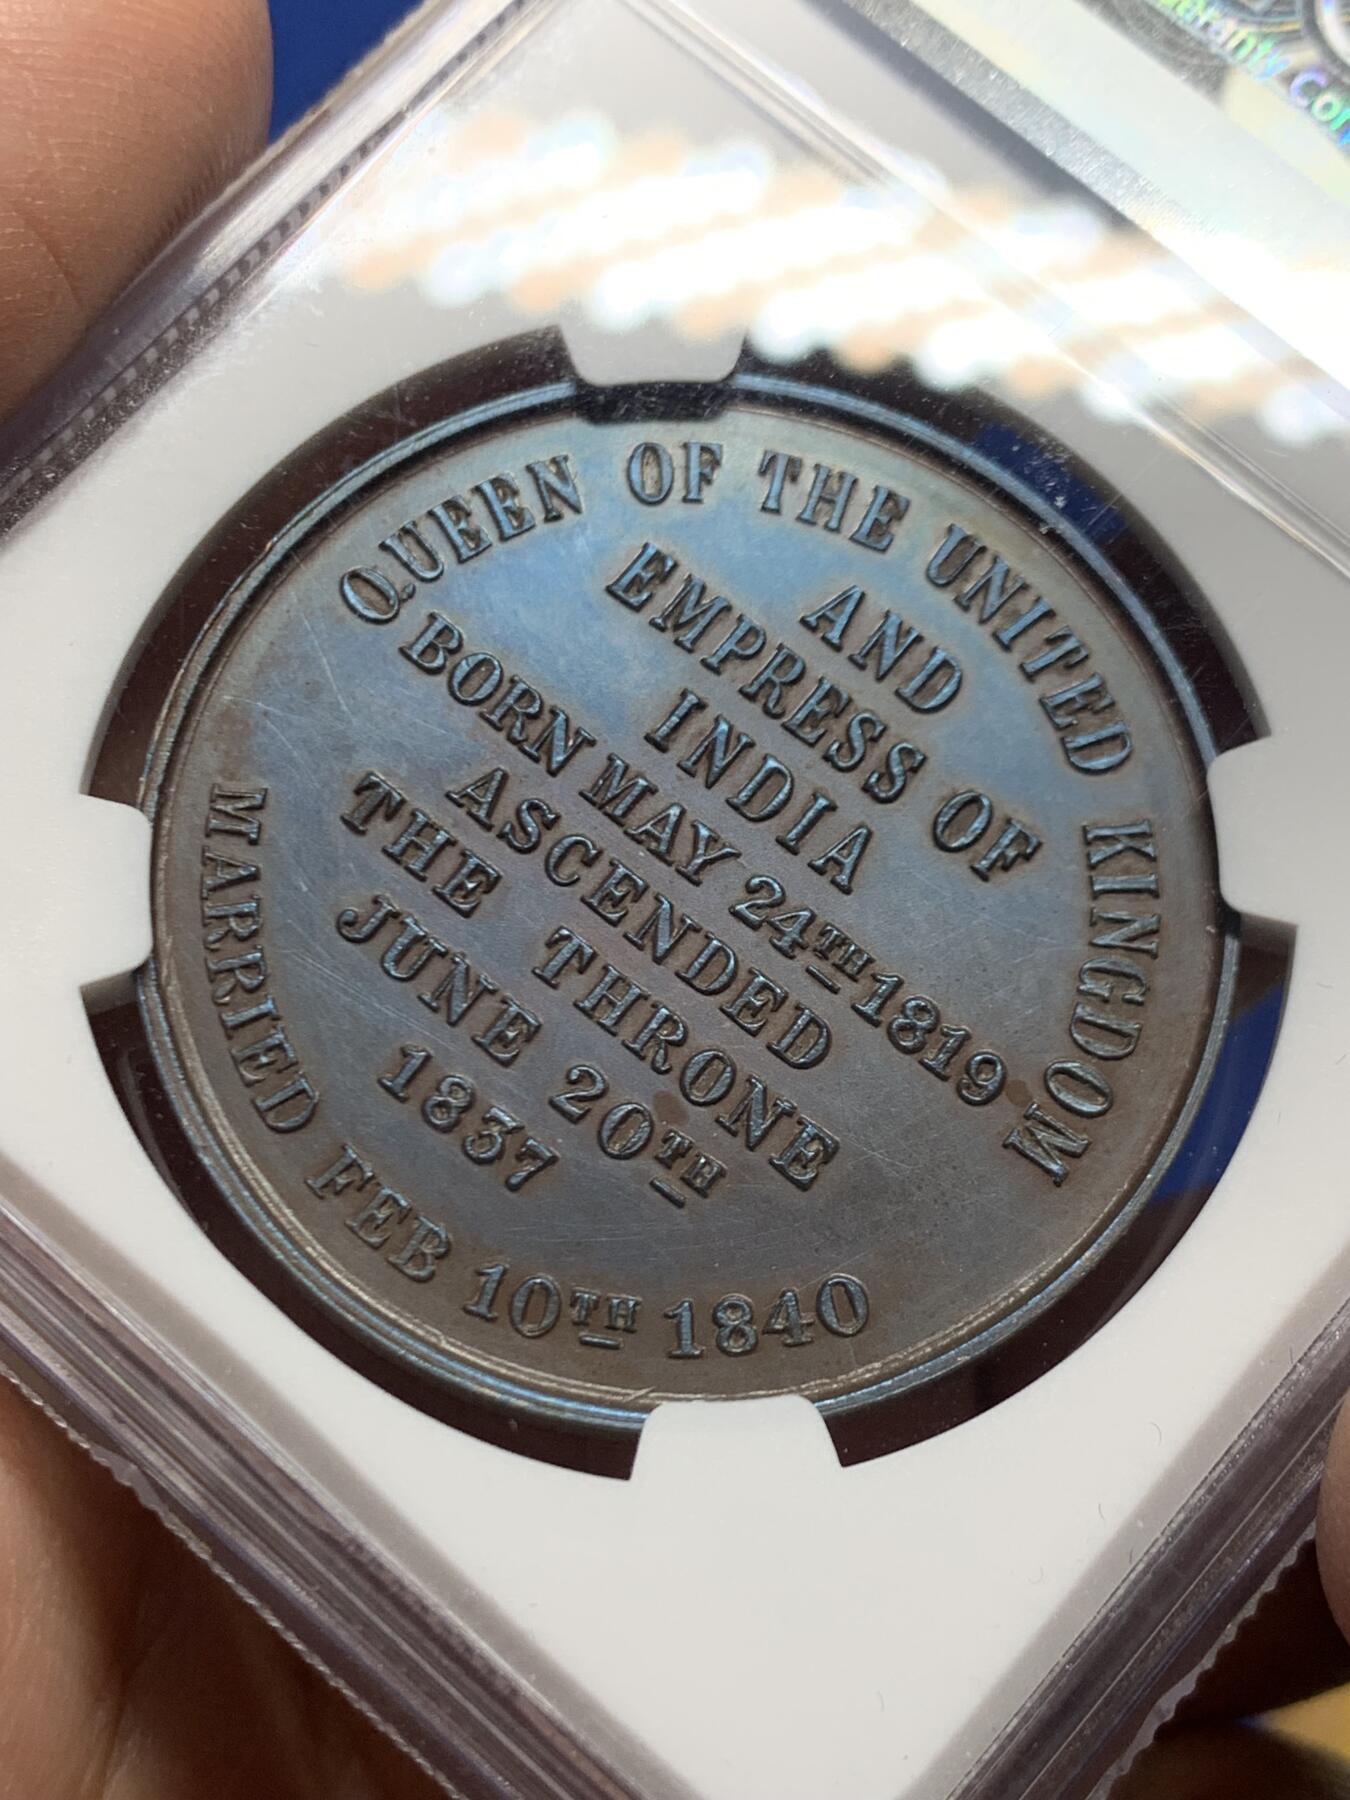 QUEEN OF THE UNITED KINGDOM
AND
EMPRESS OF
INDIA
BORN MAY 24TH 1819
ASCENDED
THE THRONE
JUNE 20TH
1837
MARRIED FEB 10TH 1840